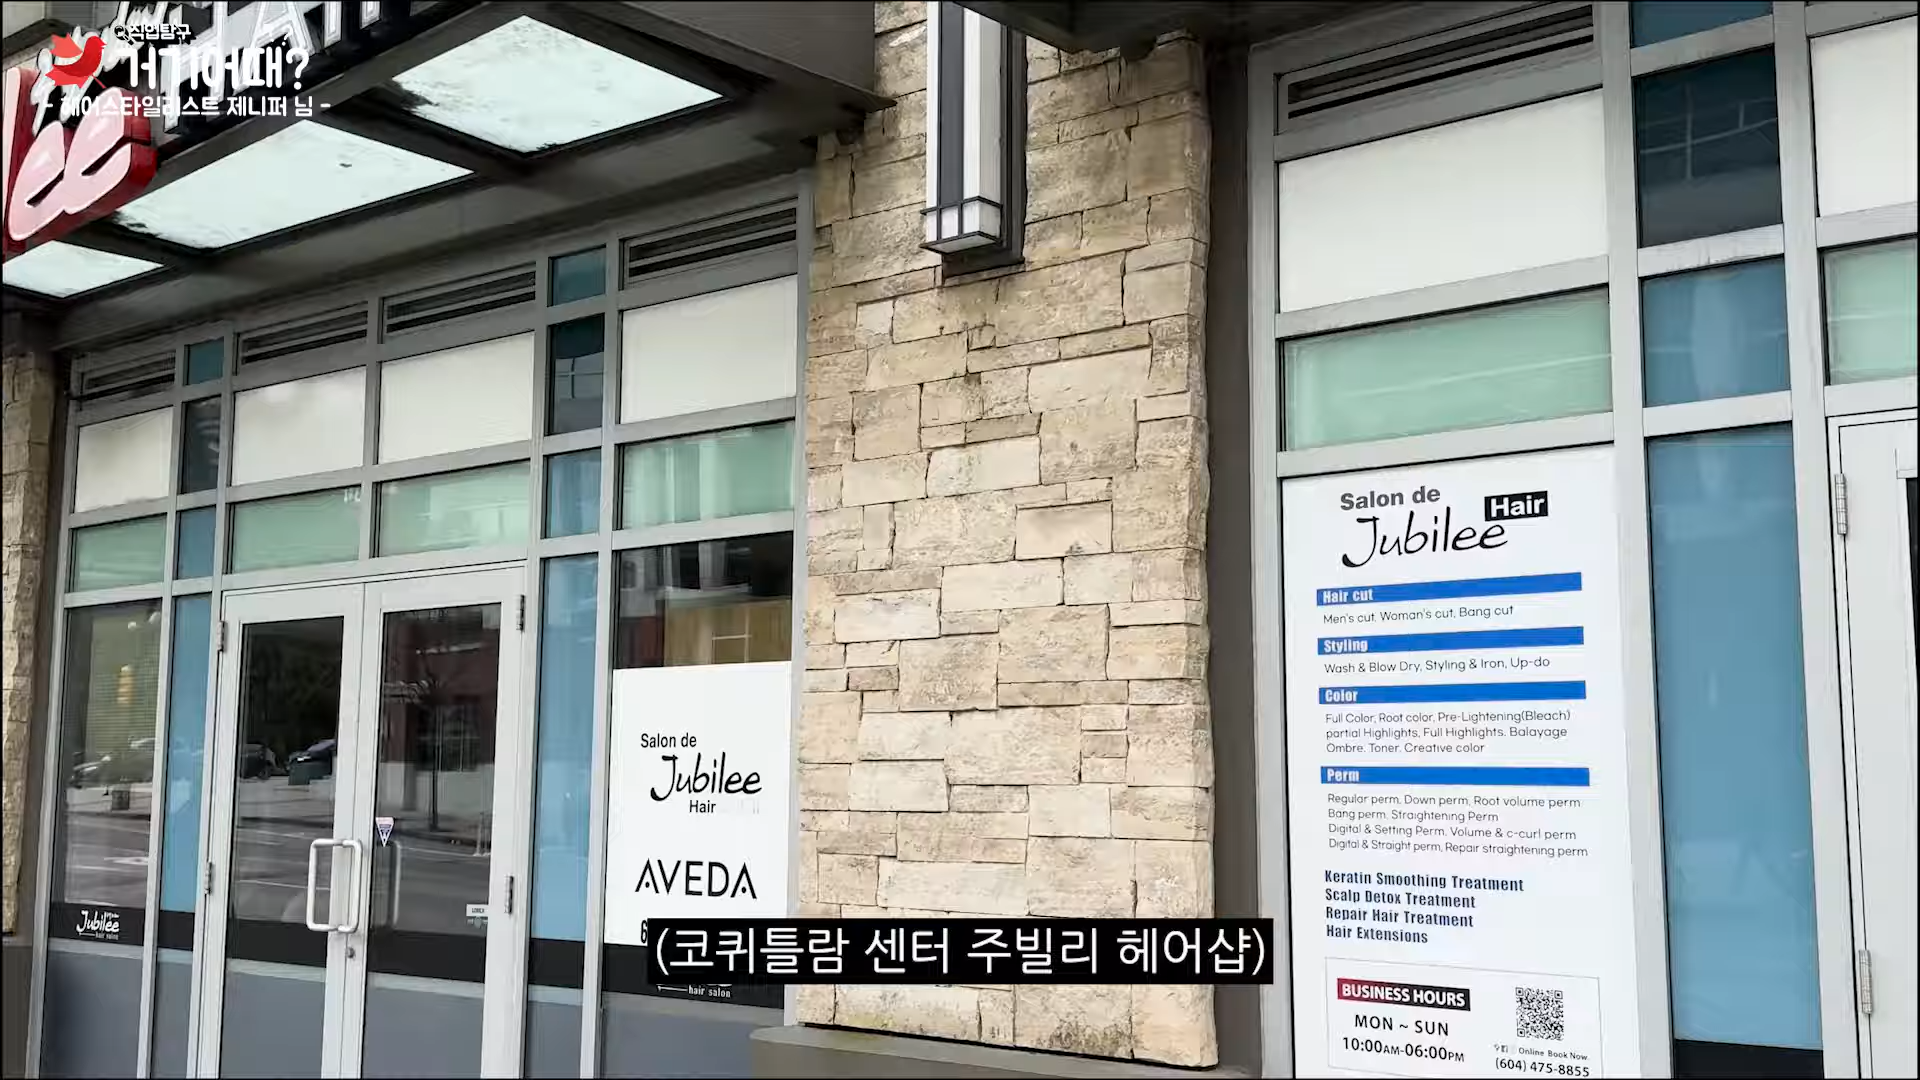 직업탐구
거기어때?
- 헤어스타일리스트 제니퍼 님 -
lee
Salon de
Jubilee
Hair
Hair cut
Men's cut, Woman's cut, Bang cut
Styling
Wash & Blow Dry, Styling & Iron, Up-do
Color
Full Color, Root color, Pre-Lightening(Bleach)
partial Highlights, Full Highlights. Balayage
Ombre. Toner. Creative color
Perm
Regular perm, Down perm, Root volume perm
Bang perm. Straightening Perm
Digital & Setting Perm, Volume & c-curl perm
Digital & Straight perm, Repair straightening perm
Keratin Smoothing Treatment
Scalp Detox Treatment
Repair Hair Treatment
Hair Extensions
BUSINESS HOURS
MON ~ SUN
10:00AM-06:00PM
Online Book Now
(604) 475-8855
Salon de
Jubilee
Hair
AVEDA
6
Jubilee
hair salon
hair salon
(코퀴틀람 센터 주빌리 헤어샵)